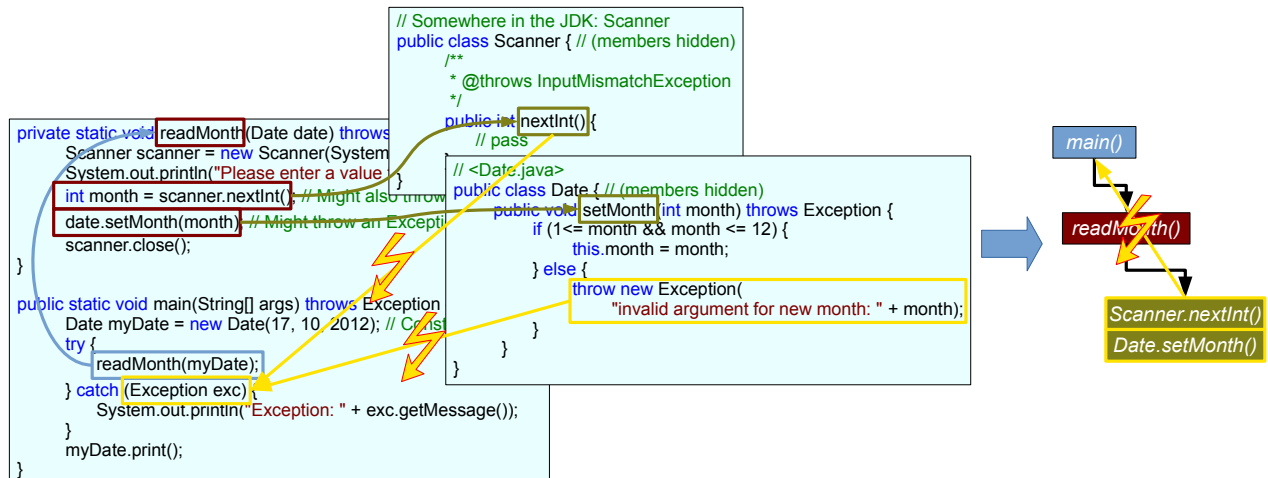 // Somewhere in the JDK: Scanner
public class Scanner { // (members hidden)
/**
* @throws InputMismatchException
*/
public int nextInt() {
// pass
}
}
private static void readMonth(Date date) throws
Scanner scanner = new Scanner(System
System.out.println("Please enter a value
int month = scanner.nextInt(); // Might also throw
date.setMonth(month); // Might throw an Excepti
scanner.close();
}
public static void main(String[] args) throws Exception
Date myDate = new Date(17, 10, 2012); // Const
try {
readMonth(myDate);
} catch (Exception exc) {
System.out.println("Exception: " + exc.getMessage());
}
myDate.print();
}
// <Date.java>
public class Date { // (members hidden)
public void setMonth(int month) throws Exception {
if (1<= month && month <= 12) {
this.month = month;
} else {
throw new Exception(
"invalid argument for new month: " + month);
}
}
}
main()
readMonth()
Scanner.nextInt()
Date.setMonth()